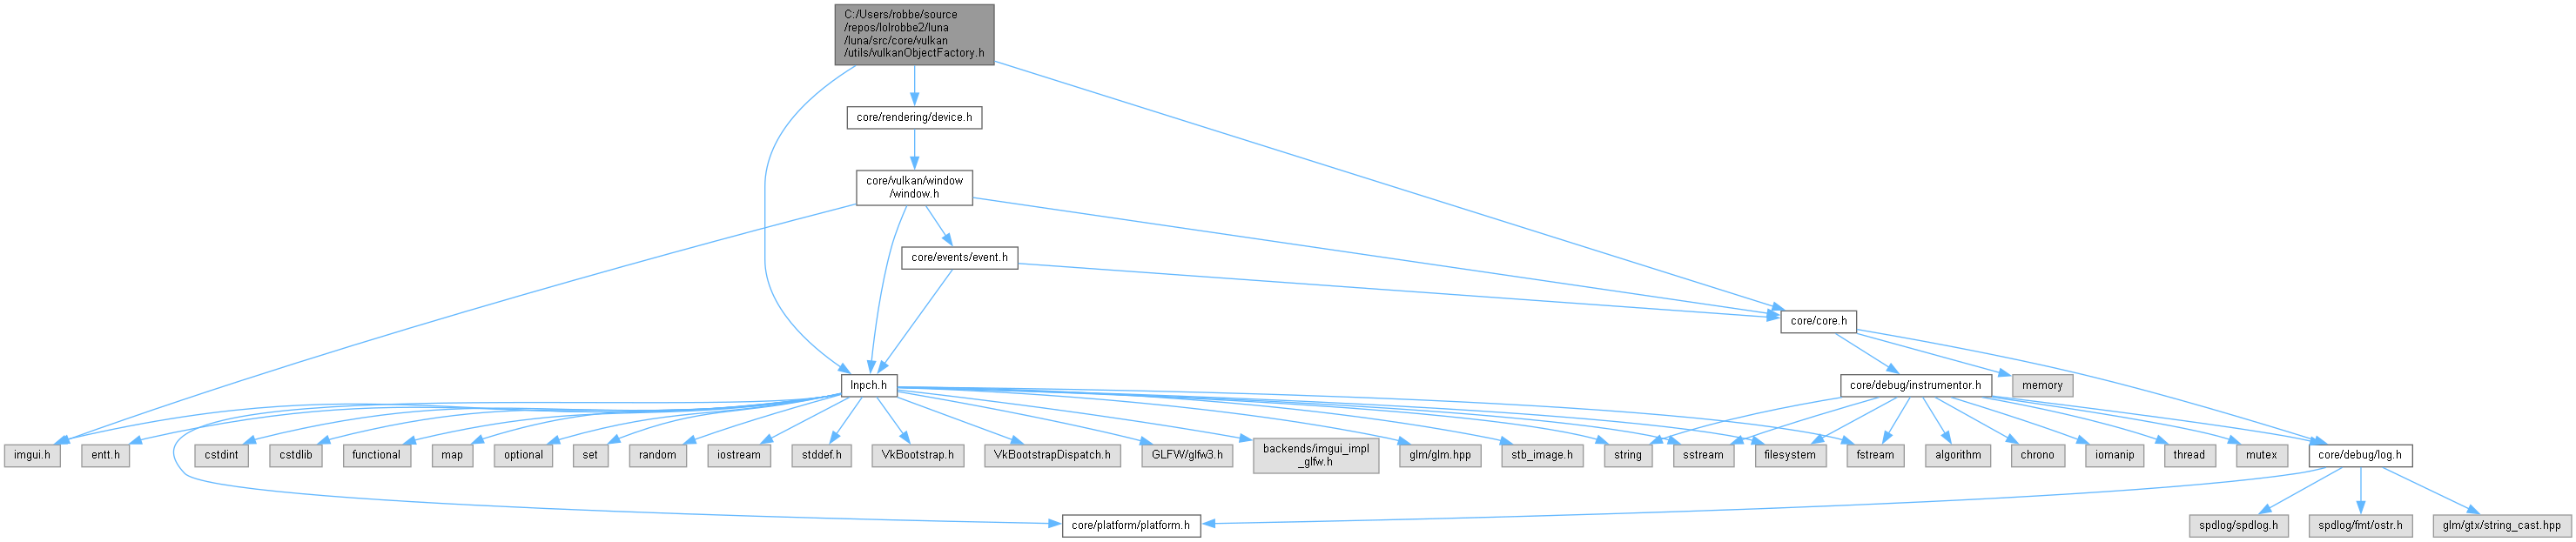 C:/Users/robbe/source
/repos/lolrobbe2/luna
/luna/src/core/vulkan
/utils/vulkanObjectFactory.h
core/rendering/device.h
core/vulkan/window
/window.h
core/events/event.h
core/core.h
lnpch.h
core/debug/instrumentor.h
memory
imgui.h
entt.h
cstdint
cstdlib
functional
map
optional
set
random
iostream
stddef.h
VkBootstrap.h
VkBootstrapDispatch.h
GLFW/glfw3.h
backends/imgui_impl
_glfw.h
glm/glm.hpp
stb_image.h
string
sstream
filesystem
fstream
algorithm
chrono
iomanip
thread
mutex
core/debug/log.h
core/platform/platform.h
spdlog/spdlog.h
spdlog/fmt/ostr.h
glm/gtx/string_cast.hpp